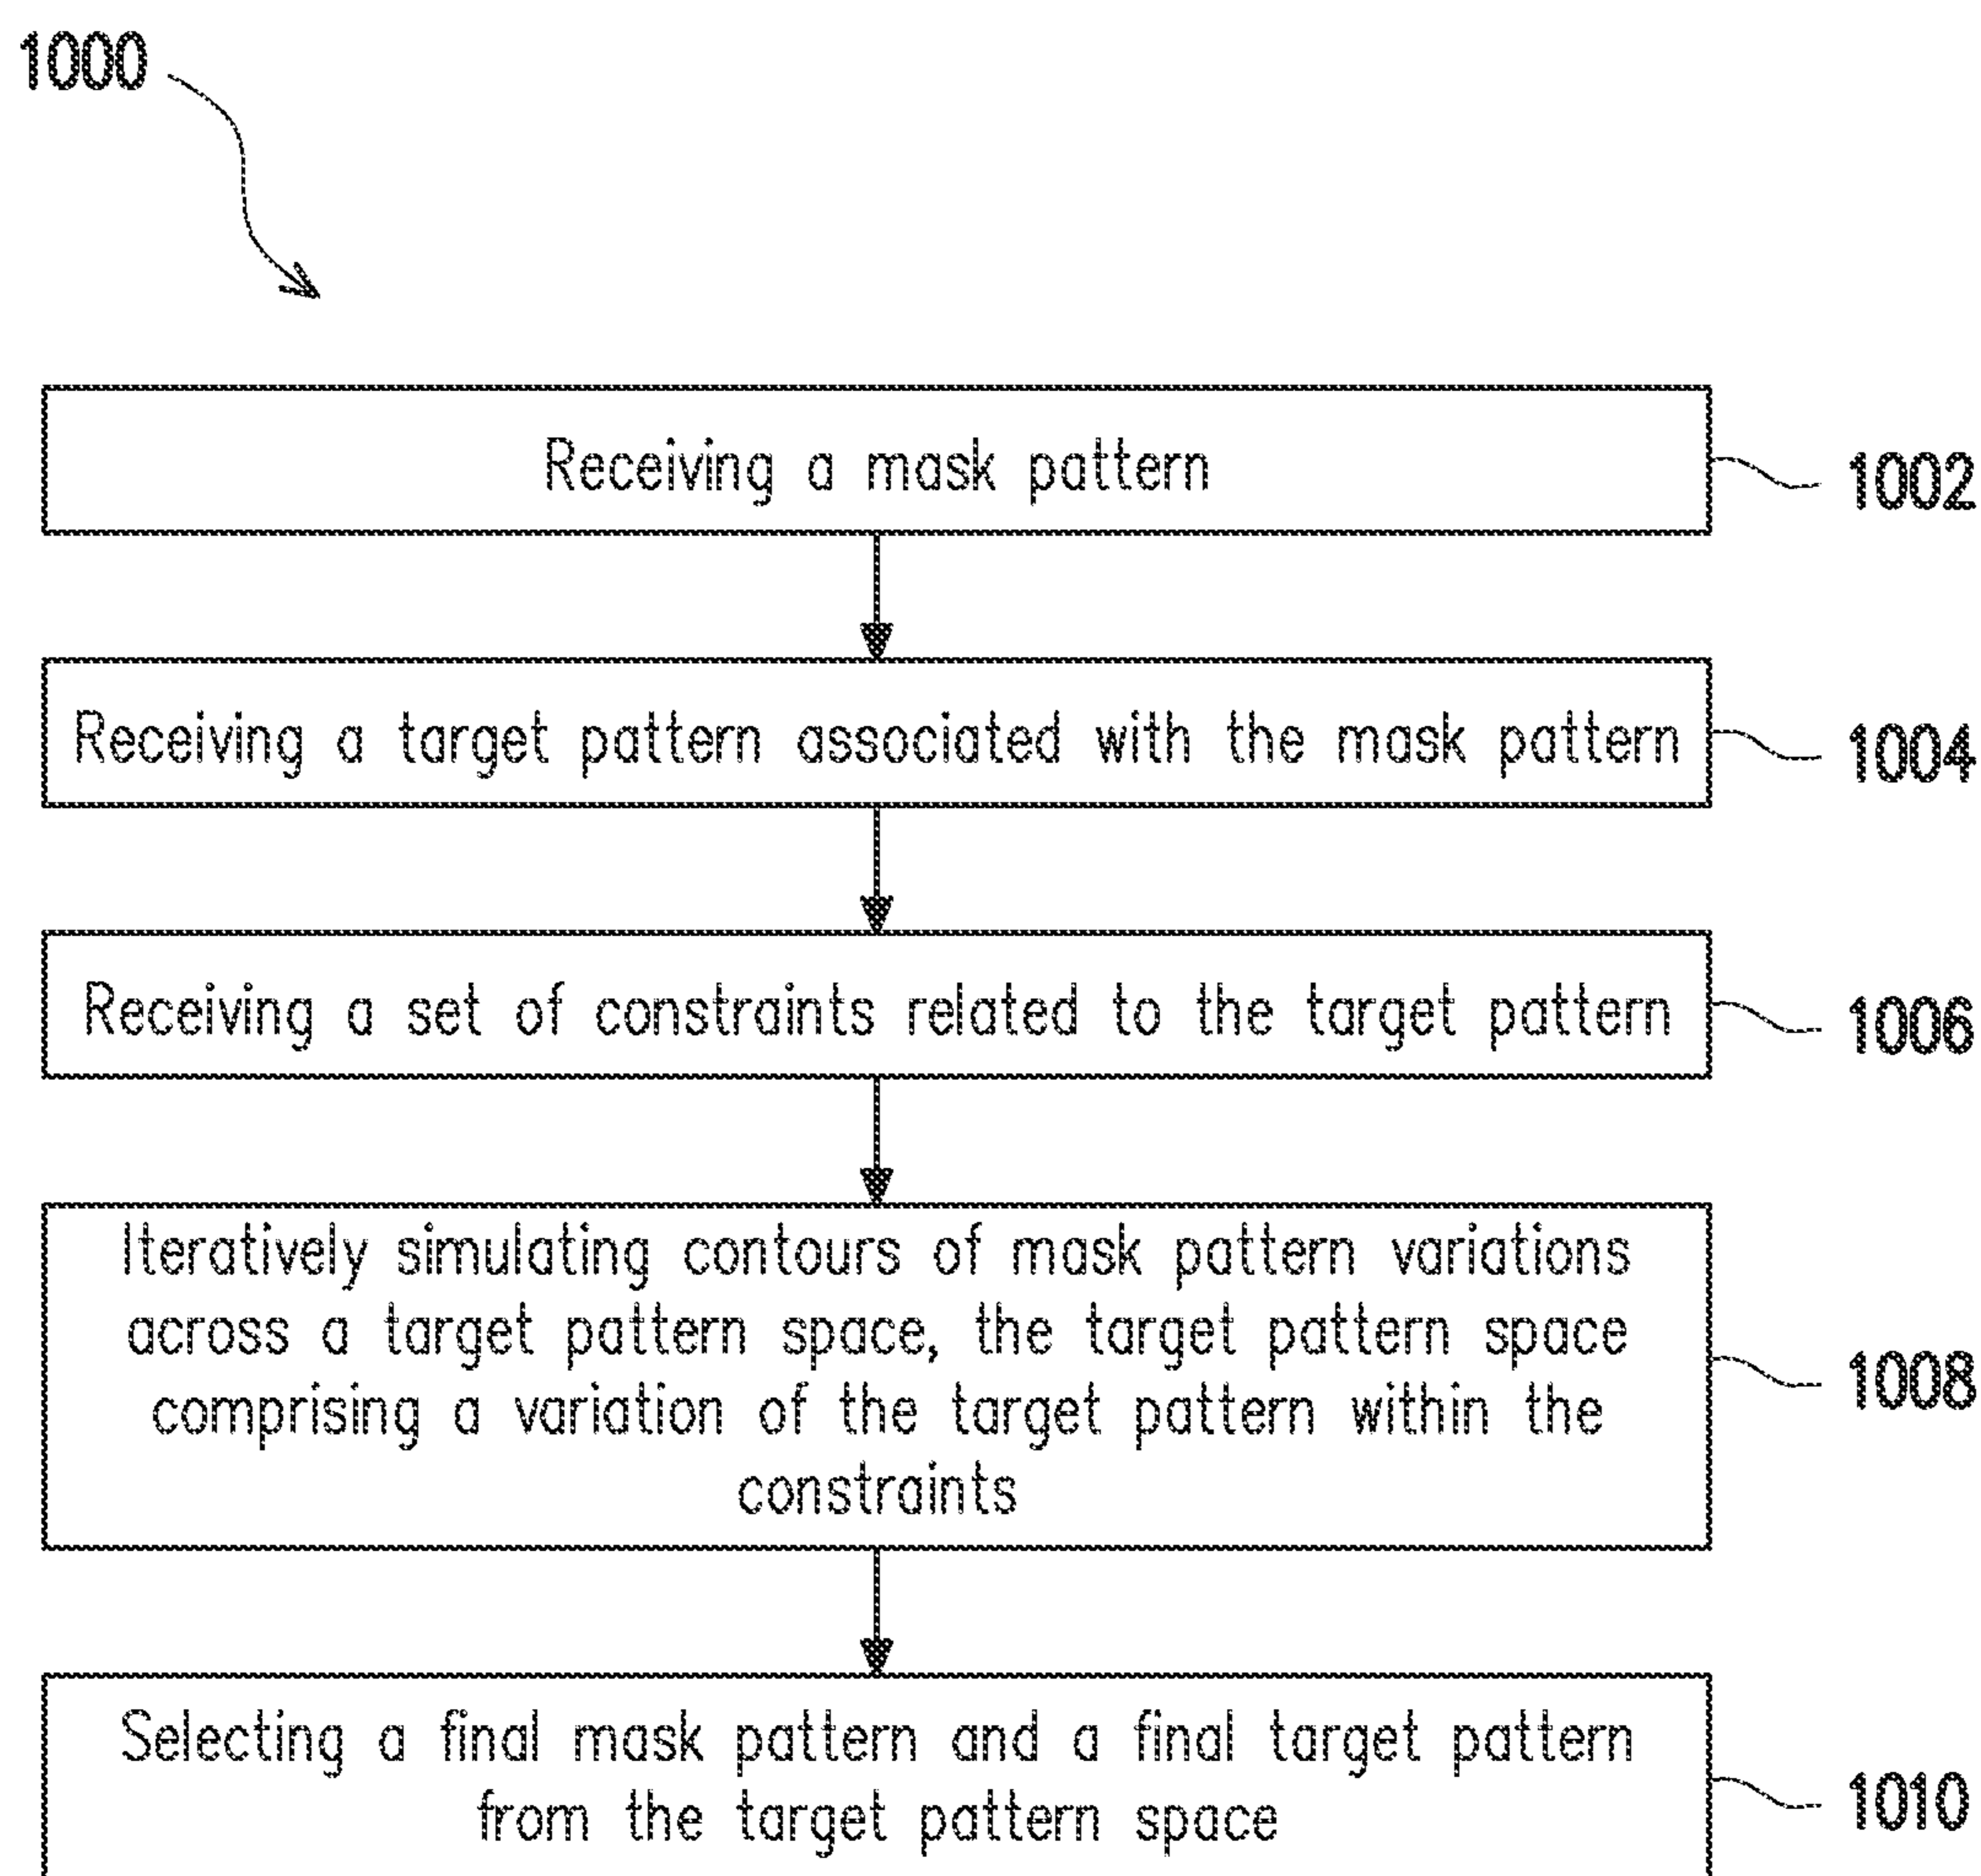 1000
Receiving a mask pattern
1002
Receiving a target pattern associated with the mask pattern
1004
Receiving a set of constraints related to the target pattern
1006
Iteratively simulating contours of mask pattern variations
across a target pattern space, the target pattern space
comprising a variation of the target pattern within the
constraints
1008
Selecting a final mask pattern and a final target pattern
from the target pattern space
1010